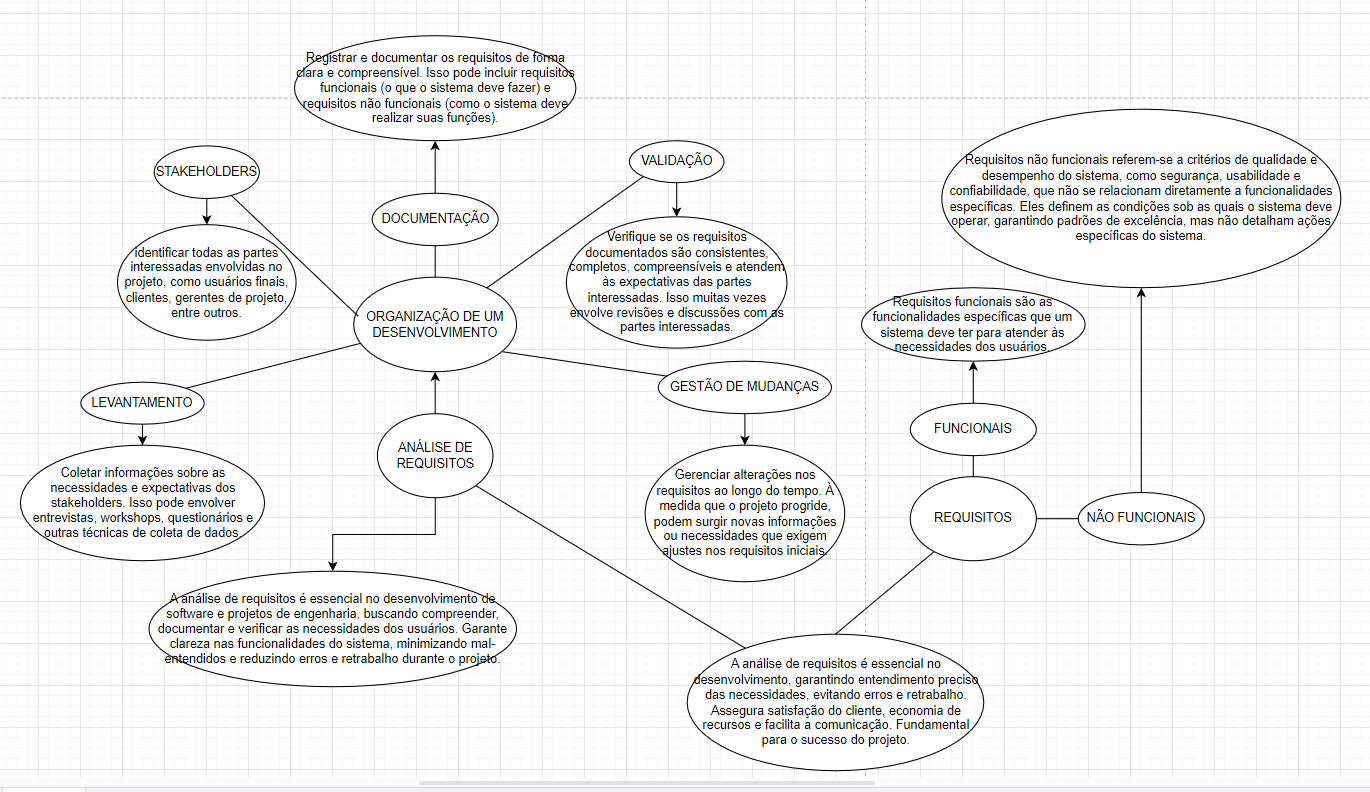 Registrar e documentar os requisitos de forma
clara e compreensível. Isso pode incluir requisitos
funcionais (o que o sistema deve fazer) e
requisitos não funcionais (como o sistema deve
realizar suas funções).
STAKEHOLDERS
DOCUMENTAÇÃO
VALIDAÇÃO
Identificar todas as partes
interessadas envolvidas no
projeto, como usuários finais,
clientes, gerentes de projeto,
entre outros.
Verifique se os requisitos
documentados são consistentes,
completos, compreensíveis e atendem
às expectativas das partes
interessadas. Isso muitas vezes
envolve revisões e discussões com as
partes interessadas.
ORGANIZAÇÃO DE UM
DESENVOLVIMENTO
LEVANTAMENTO
Coletar informações sobre as
necessidades e expectativas dos
stakeholders. Isso pode envolver
entrevistas, workshops, questionários e
outras técnicas de coleta de dados.
ANÁLISE DE
REQUISITOS
GESTÃO DE MUDANÇAS
Gerenciar alterações nos
requisitos ao longo do tempo. À
medida que o projeto progride,
podem surgir novas informações
ou necessidades que exigem
ajustes nos requisitos iniciais.
A análise de requisitos é essencial no desenvolvimento de
software e projetos de engenharia, buscando compreender,
documentar e verificar as necessidades dos usuários. Garante
clareza nas funcionalidades do sistema, minimizando mal-
entendidos e reduzindo erros e retrabalho durante o projeto.
A análise de requisitos é essencial no
desenvolvimento, garantindo entendimento preciso
das necessidades, evitando erros e retrabalho.
Assegura satisfação do cliente, economia de
recursos e facilita a comunicação. Fundamental
para o sucesso do projeto.
Requisitos não funcionais referem-se a critérios de qualidade e
desempenho do sistema, como segurança, usabilidade e
confiabilidade, que não se relacionam diretamente a funcionalidades
específicas. Eles definem as condições sob as quais o sistema deve
operar, garantindo padrões de excelência, mas não detalham ações
específicas do sistema.
Requisitos funcionais são as
funcionalidades específicas que um
sistema deve ter para atender às
necessidades dos usuários.
FUNCIONAIS
REQUISITOS
NÃO FUNCIONAIS